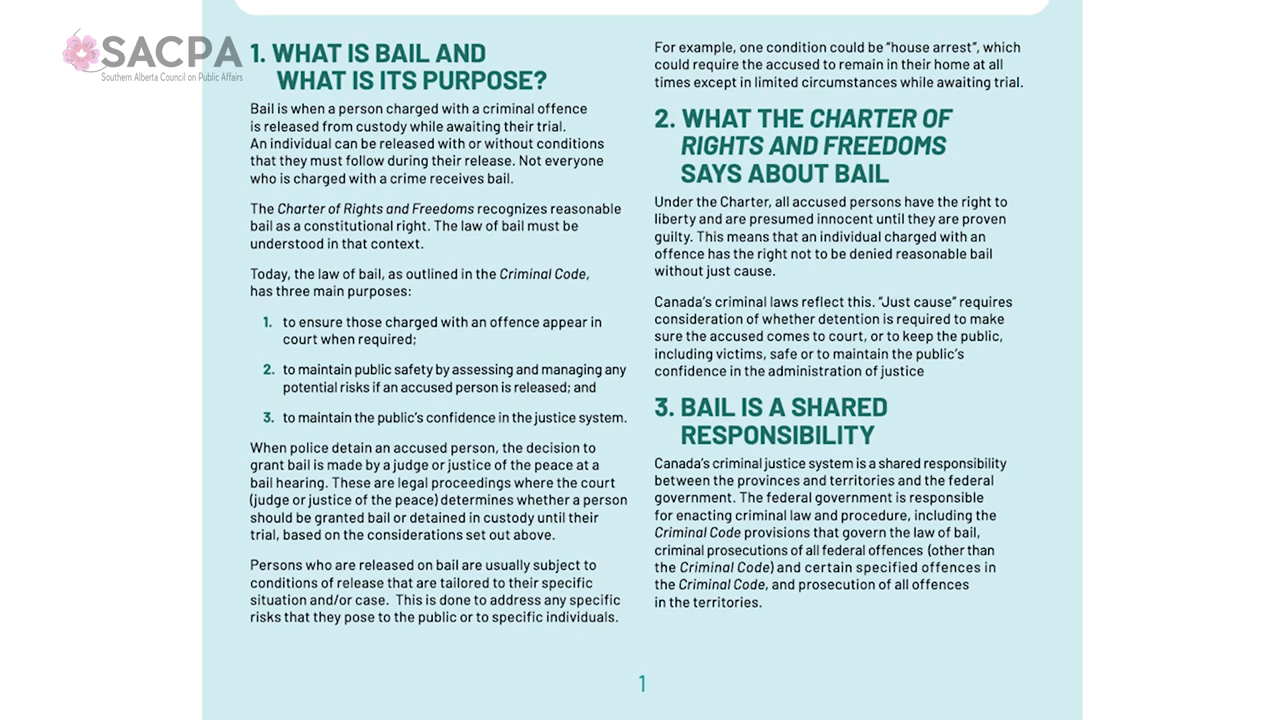 SACPA
Southern Alberta Council on Public Affairs
1. WHAT IS BAIL AND
WHAT IS ITS PURPOSE?
Bail is when a person charged with a criminal offence
is released from custody while awaiting their trial.
An individual can be released with or without conditions
that they must follow during their release. Not everyone
who is charged with a crime receives bail.
The Charter of Rights and Freedoms recognizes reasonable
bail as a constitutional right. The law of bail must be
understood in that context.
Today, the law of bail, as outlined in the Criminal Code,
has three main purposes:
1. to ensure those charged with an offence appear in
court when required;
2. to maintain public safety by assessing and managing any
potential risks if an accused person is released; and
3. to maintain the public's confidence in the justice system.
When police detain an accused person, the decision to
grant bail is made by a judge or justice of the peace at a
bail hearing. These are legal proceedings where the court
(judge or justice of the peace) determines whether a person
should be granted bail or detained in custody until their
trial, based on the considerations set out above.
Persons who are released on bail are usually subject to
conditions of release that are tailored to their specific
situation and/or case. This is done to address any specific
risks that they pose to the public or to specific individuals.
For example, one condition could be "house arrest", which
could require the accused to remain in their home at all
times except in limited circumstances while awaiting trial.
2. WHAT THE CHARTER OF
RIGHTS AND FREEDOMS
SAYS ABOUT BAIL
Under the Charter, all accused persons have the right to
liberty and are presumed innocent until they are proven
guilty. This means that an individual charged with an
offence has the right not to be denied reasonable bail
without just cause.
Canada's criminal laws reflect this. "Just cause" requires
consideration of whether detention is required to make
sure the accused comes to court, or to keep the public,
including victims, safe or to maintain the public's
confidence in the administration of justice
3. BAIL IS A SHARED
RESPONSIBILITY
Canada's criminal justice system is a shared responsibility
between the provinces and territories and the federal
government. The federal government is responsible
for enacting criminal law and procedure, including the
Criminal Code provisions that govern the law of bail,
criminal prosecutions of all federal offences (other than
the Criminal Code) and certain specified offences in
the Criminal Code, and prosecution of all offences
in the territories.
1